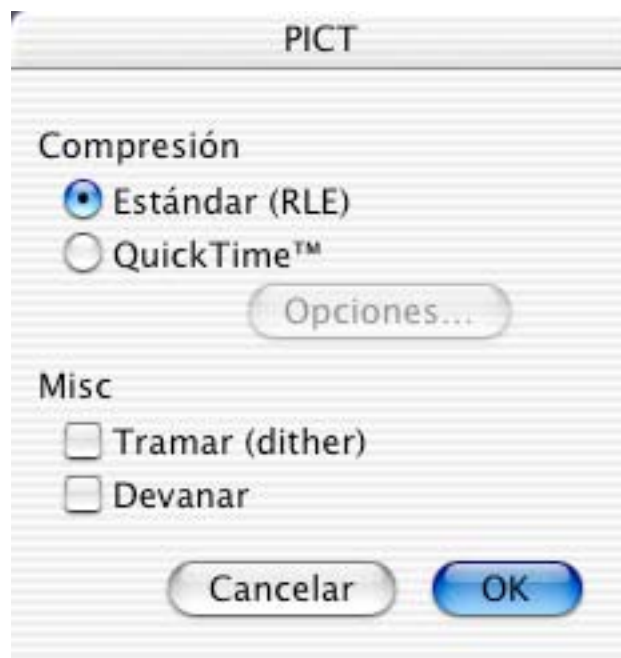 PICT
Compresión
Estándar (RLE)
QuickTime™
Opciones...
Misc
Tramar (dither)
Devanar
Cancelar OK